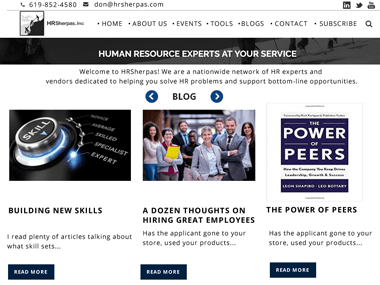 619-852-4580 don@hrsherpas.com
HRSherpas, Inc
• HOME • ABOUT US • EVENTS • TOOLS •BLOGS • CONTACT • SUBSCRIBE
HUMAN RESOURCE EXPERTS AT YOUR SERVICE
Welcome to HRSherpas! We are a nationwide network of HR experts and
vendors dedicated to helping you solve HR problems and support bottom-line opportunities.
BLOG
SKILL
NOVICE
SKILLED
SPECIALIST
EXPERT
THE
POWER
OF
PEERS
How the Company You Keep Drives
Leadership, Growth & Success
LEON SHAPIRO • LEO BOTTARY
BUILDING NEW SKILLS
I read plenty of articles talking about
what skill sets...
READ MORE
A DOZEN THOUGHTS ON
HIRING GREAT EMPLOYEES
Has the applicant gone to your
store, used your products...
READ MORE
THE POWER OF PEERS
Has the applicant gone to your
store, used your products...
READ MORE